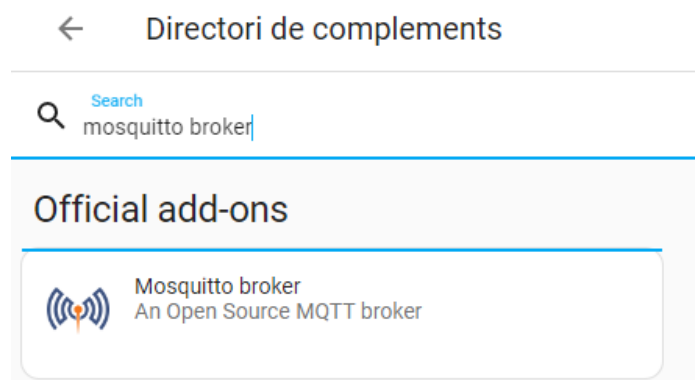 Directori de complements
Search
mosquitto broker
Official add-ons
Mosquitto broker
An Open Source MQTT broker